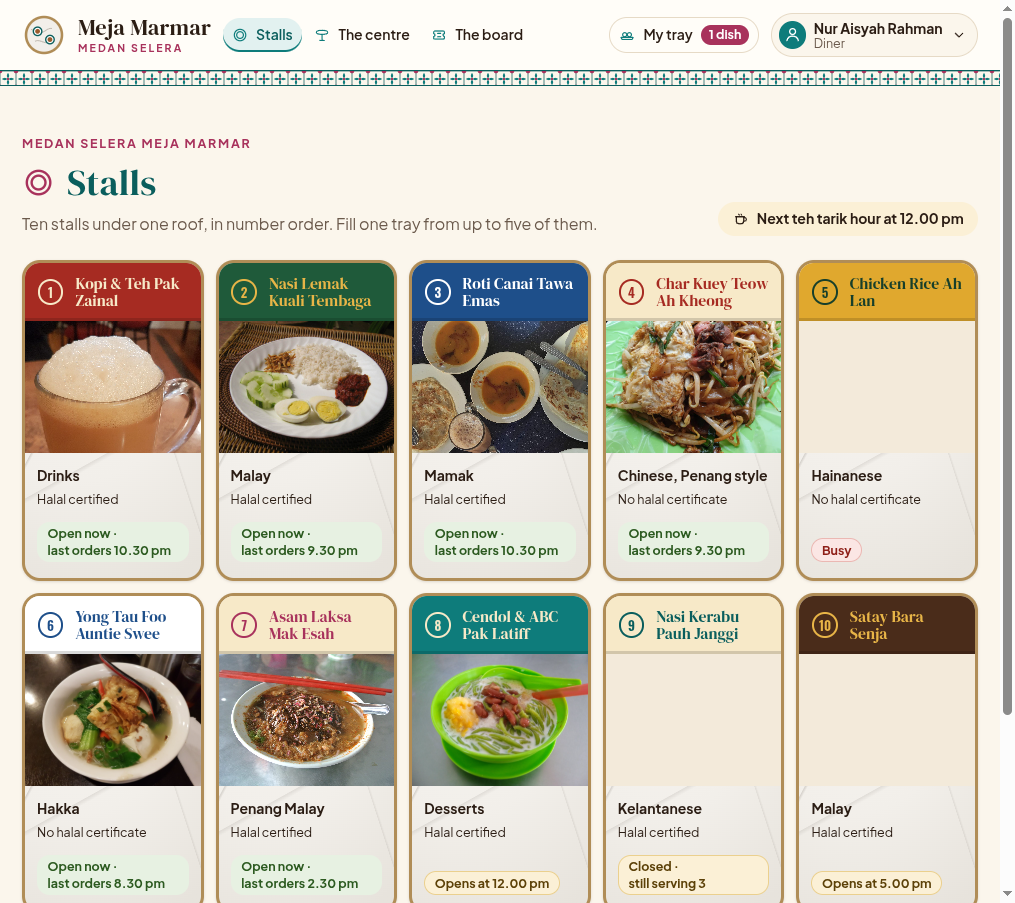 Meja Marmar
MEDAN SELERA
Stalls
The centre
The board
My tray
1 dish
Nur Aisyah Rahman
Diner
MEDAN SELERA MEJA MARMAR
Stalls
Ten stalls under one roof, in number order. Fill one tray from up to five of them.
Next teh tarik hour at 12.00 pm
1
Kopi & Teh Pak
Zainal
Drinks
Halal certified
Open now ·
last orders 10.30 pm
2
Nasi Lemak
Kuali Tembaga
Malay
Halal certified
Open now ·
last orders 9.30 pm
3
Roti Canai Tawa
Emas
Mamak
Halal certified
Open now ·
last orders 10.30 pm
4
Char Kuey Teow
Ah Kheong
Chinese, Penang style
No halal certificate
Open now ·
last orders 9.30 pm
5
Chicken Rice Ah
Lan
Hainanese
No halal certificate
Busy
6
Yong Tau Foo
Auntie Swee
Hakka
No halal certificate
Open now ·
last orders 8.30 pm
7
Asam Laksa
Mak Esah
Penang Malay
Halal certified
Open now ·
last orders 2.30 pm
8
Cendol & ABC
Pak Latiff
Desserts
Halal certified
Opens at 12.00 pm
9
Nasi Kerabu
Pauh Janggi
Kelantanese
Halal certified
Closed ·
still serving 3
10
Satay Bara
Senja
Malay
Halal certified
Opens at 5.00 pm